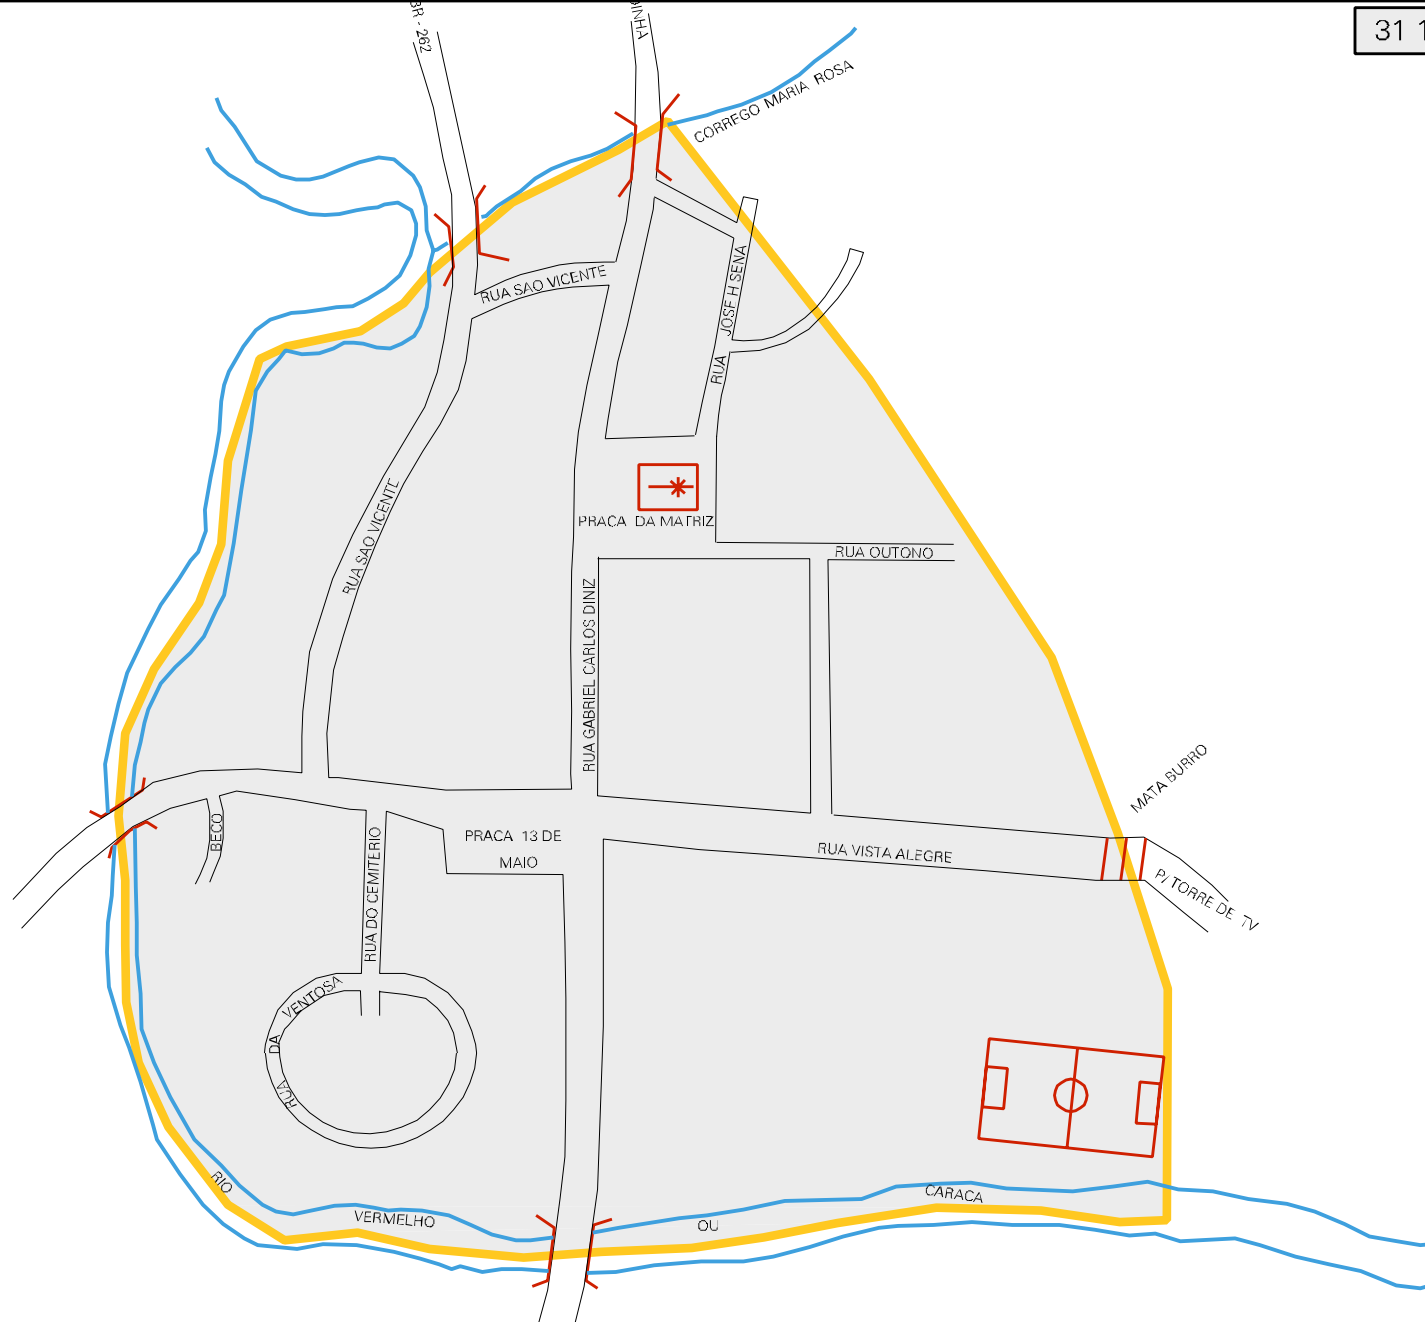 BR - 262
31 1
CORREGO MARIA ROSA
RUA SAO VICENTE
RUA JOSE H SENA
RUA SAO VICENTE
PRACA DA MATRIZ
RUA OUTONO
RUA GABRIEL CARLOS DINIZ
MATA BURRO
BECO
RUA DO CEMITERIO
PRACA 13 DE
MAIO
RUA VISTA ALEGRE
P/ TORRE DE TV
RUA DA VENTOSA
RIO VERMELHO OU CARACA